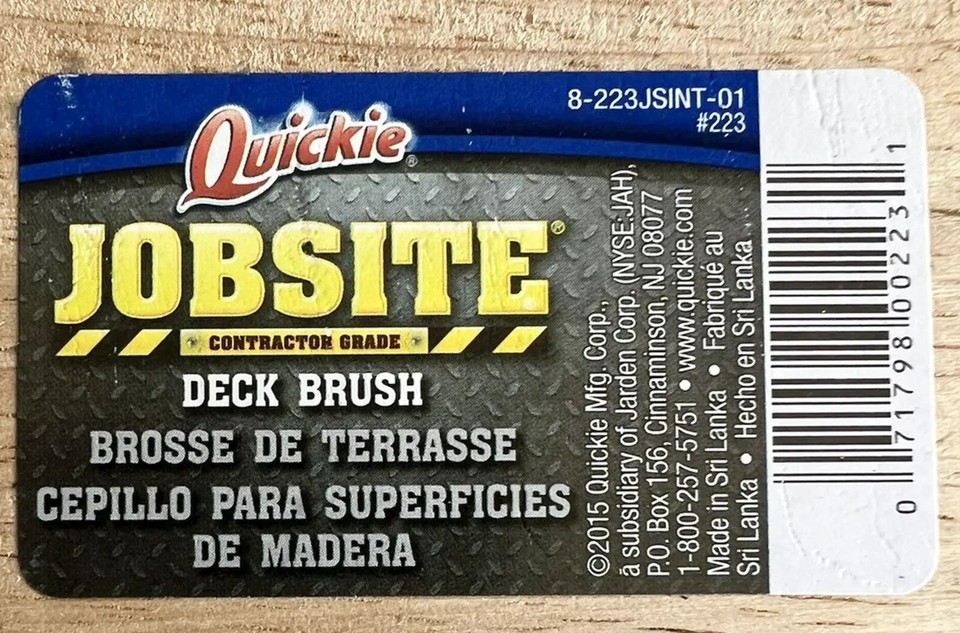 8-223JSINT-01
#223
Quickie®
JOBSITE®
CONTRACTOR GRADE
DECK BRUSH
BROSSE DE TERRASSE
CEPILLO PARA SUPERFICIES
DE MADERA
©2015 Quickie Mfg. Corp.,
a subsidiary of Jarden Corp. (NYSE:JAH),
P.O. Box 156, Cinnaminson, NJ 08077
1-800-257-5751 • www.quickie.com
Made in Sri Lanka • Fabriqué au
Sri Lanka • Hecho en Sri Lanka
0 71798 00223 1